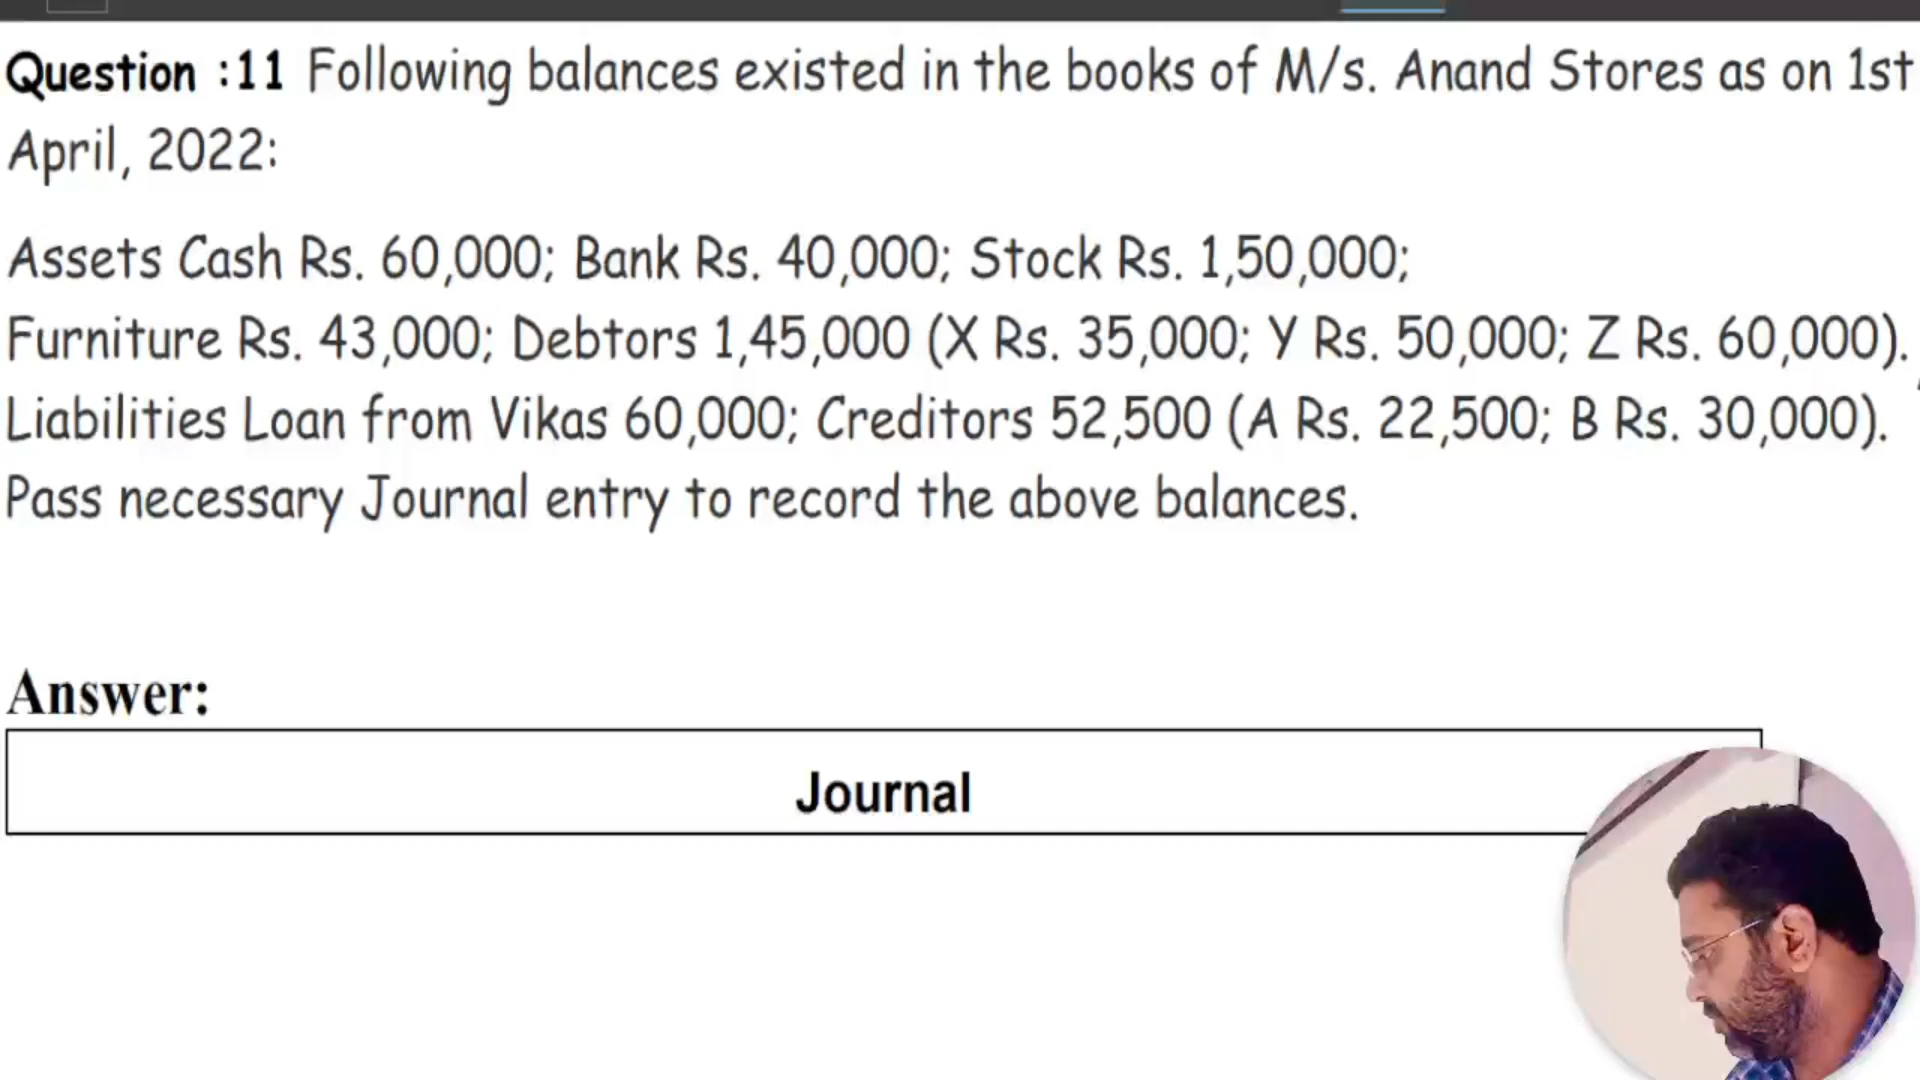 Question :11 Following balances existed in the books of M/s. Anand Stores as on 1st
April, 2022:
Assets Cash Rs. 60,000; Bank Rs. 40,000; Stock Rs. 1,50,000;
Furniture Rs. 43,000; Debtors 1,45,000 (X Rs. 35,000; Y Rs. 50,000; Z Rs. 60,000).
Liabilities Loan from Vikas 60,000; Creditors 52,500 (A Rs. 22,500; B Rs. 30,000).
Pass necessary Journal entry to record the above balances.
Answer:
Journal